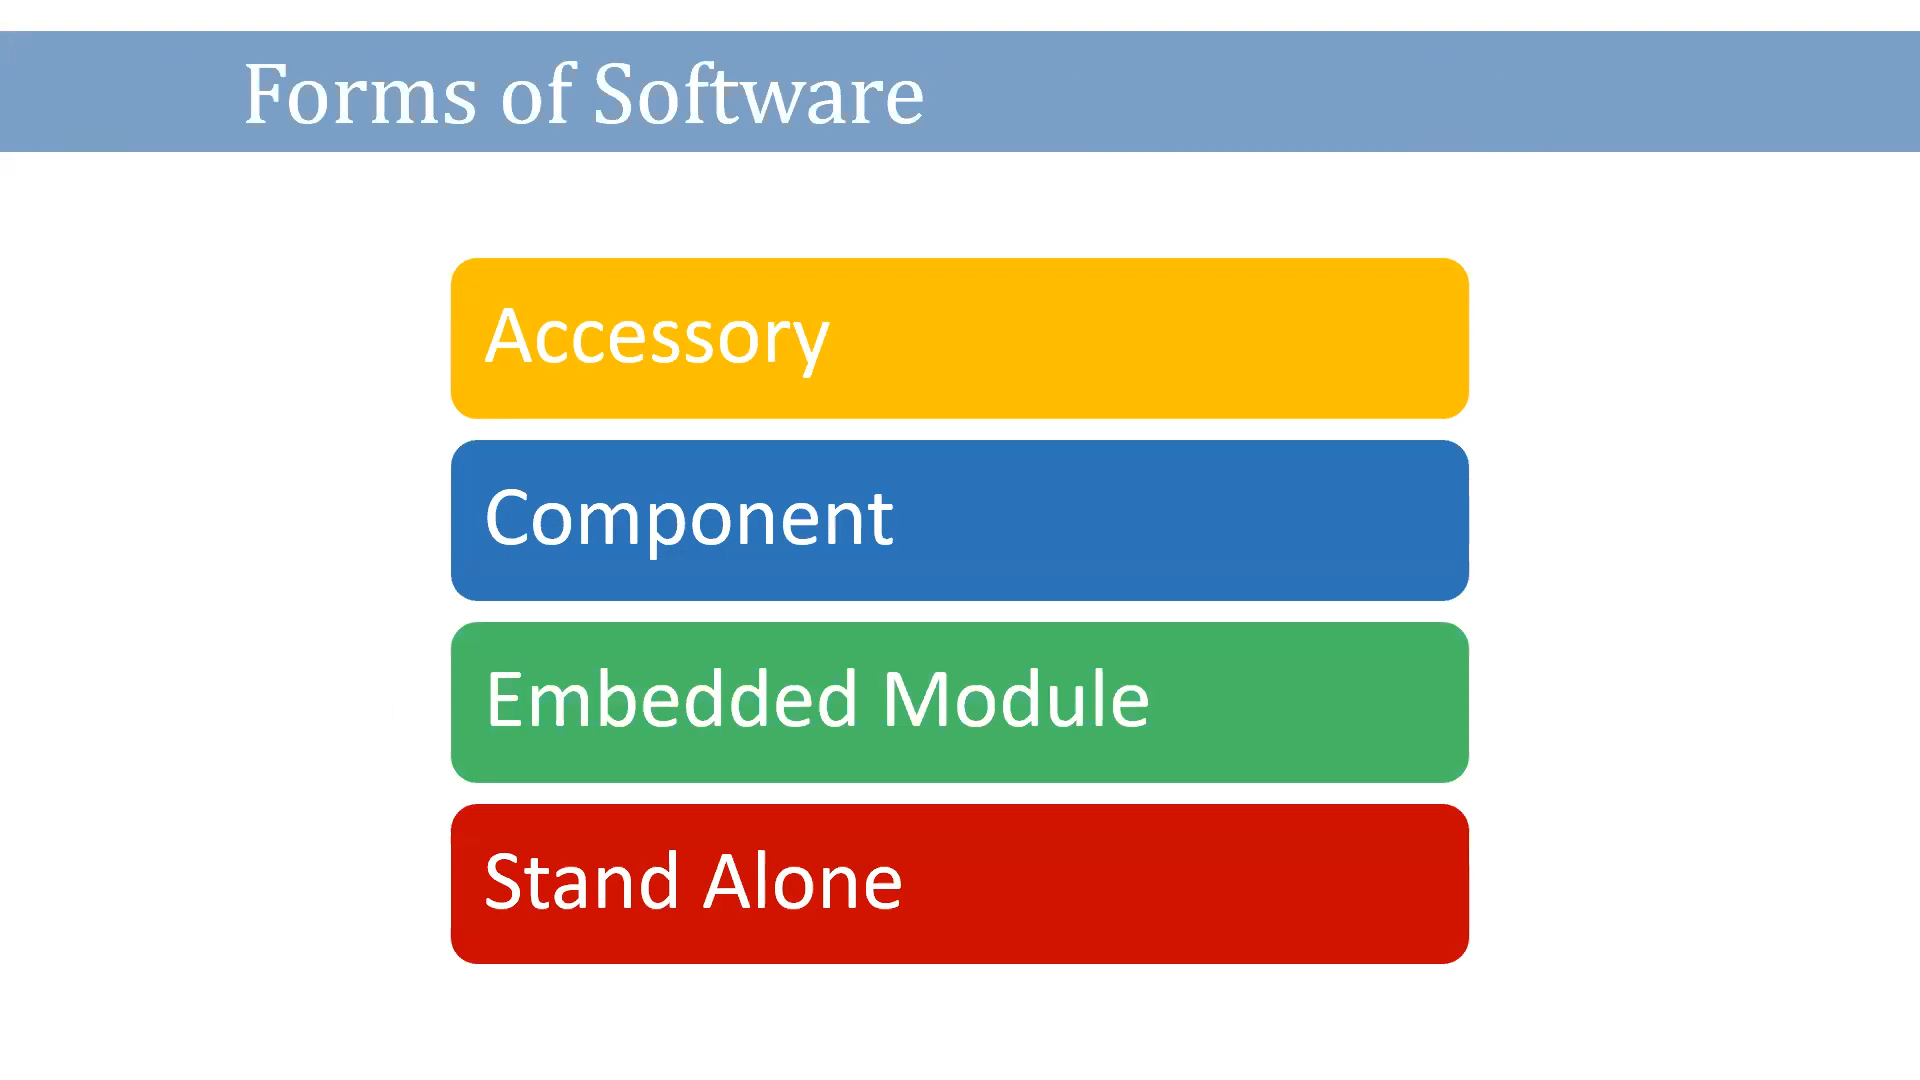 Forms of Software
Accessory
Component
Embedded Module
Stand Alone